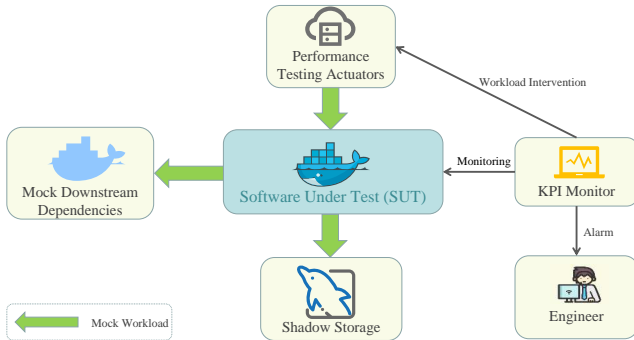 Performance
Testing Actuators
Workload Intervention
Monitoring
Mock Downstream
Dependencies
Software Under Test (SUT)
KPI Monitor
Alarm
Shadow Storage
Engineer
Mock Workload